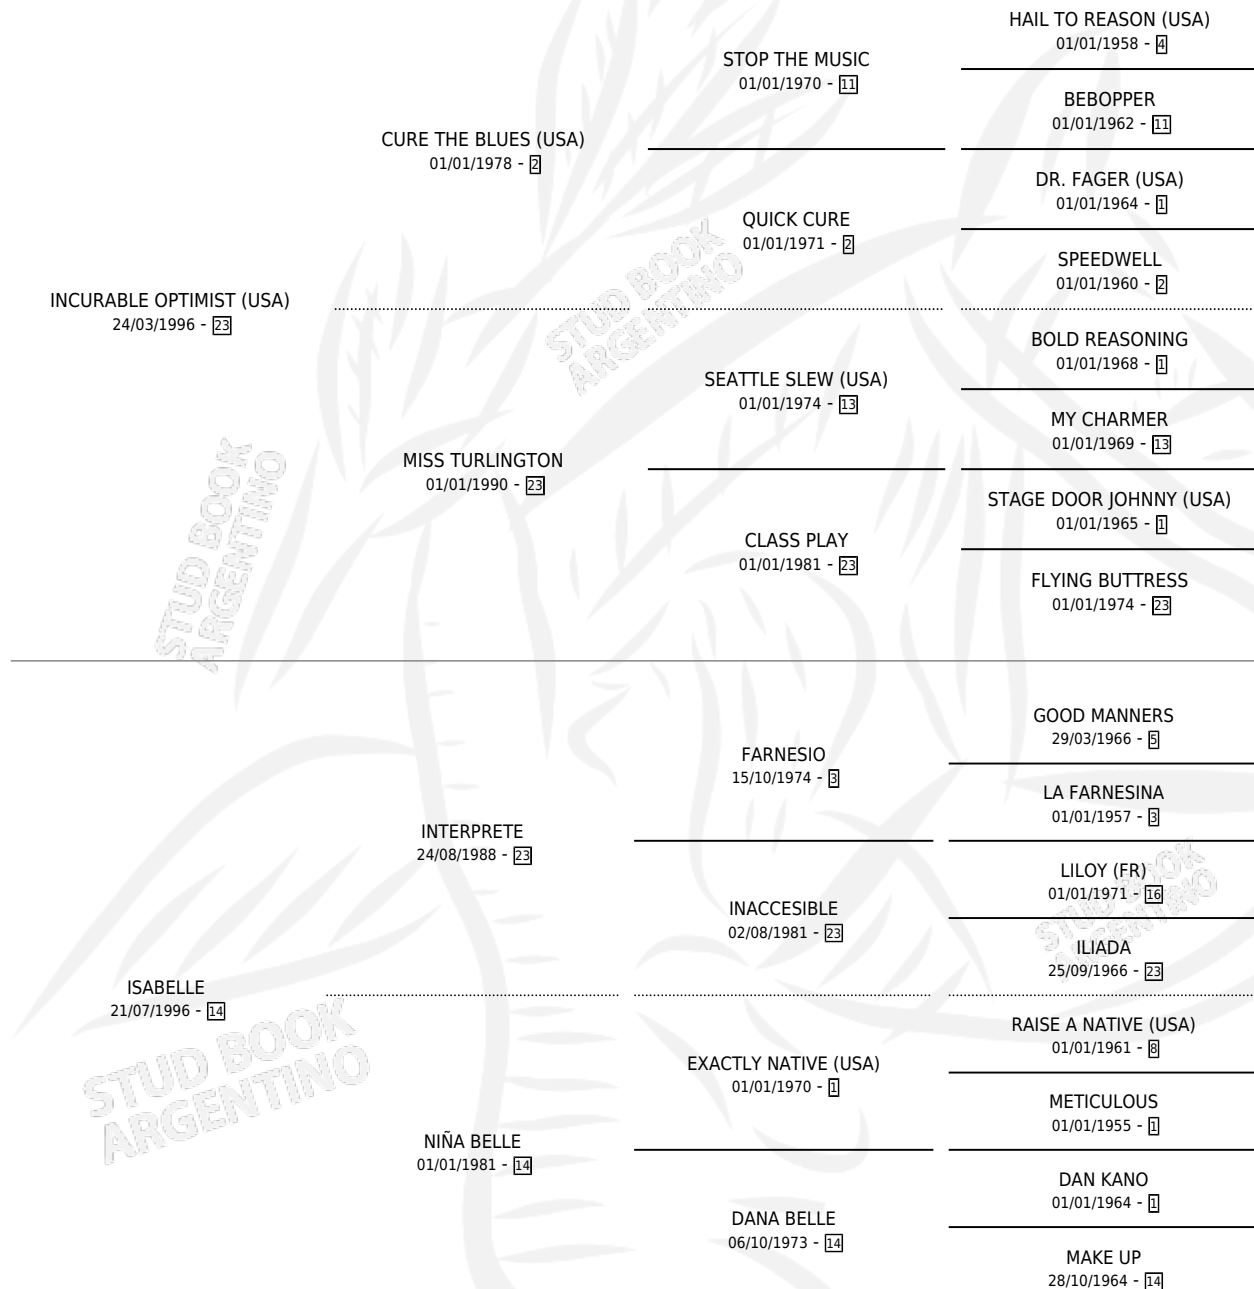 HAIL TO REASON (USA)
01/01/1958 - 4
STOP THE MUSIC
01/01/1970 - 11
BEBOPPER
01/01/1962 - 11
CURE THE BLUES (USA)
01/01/1978 - 2
DR. FAGER (USA)
01/01/1964 - 1
QUICK CURE
01/01/1971 - 2
SPEEDWELL
01/01/1960 - 2
INCURABLE OPTIMIST (USA)
24/03/1996 - 23
BOLD REASONING
01/01/1968 - 1
SEATTLE SLEW (USA)
01/01/1974 - 13
MY CHARMER
01/01/1969 - 13
MISS TURLINGTON
01/01/1990 - 23
STAGE DOOR JOHNNY (USA)
01/01/1965 - 1
CLASS PLAY
01/01/1981 - 23
FLYING BUTTRESS
01/01/1974 - 23
GOOD MANNERS
29/03/1966 - 5
FARNESIO
15/10/1974 - 3
LA FARNESINA
01/01/1957 - 3
INTERPRETE
24/08/1988 - 23
LILOY (FR)
01/01/1971 - 16
INACCESIBLE
02/08/1981 - 23
ILIADA
25/09/1966 - 23
ISABELLE
21/07/1996 - 14
RAISE A NATIVE (USA)
01/01/1961 - 8
EXACTLY NATIVE (USA)
01/01/1970 - 1
METICULOUS
01/01/1955 - 1
NIÑA BELLE
01/01/1981 - 14
DAN KANO
01/01/1964 - 1
DANA BELLE
06/10/1973 - 14
MAKE UP
28/10/1964 - 14
STUD BOOK
ARGENTINO
STUD BOOK
ARGENTINO
STUD BOOK
ARGENTINO
STUD BOOK
ARGENTINO